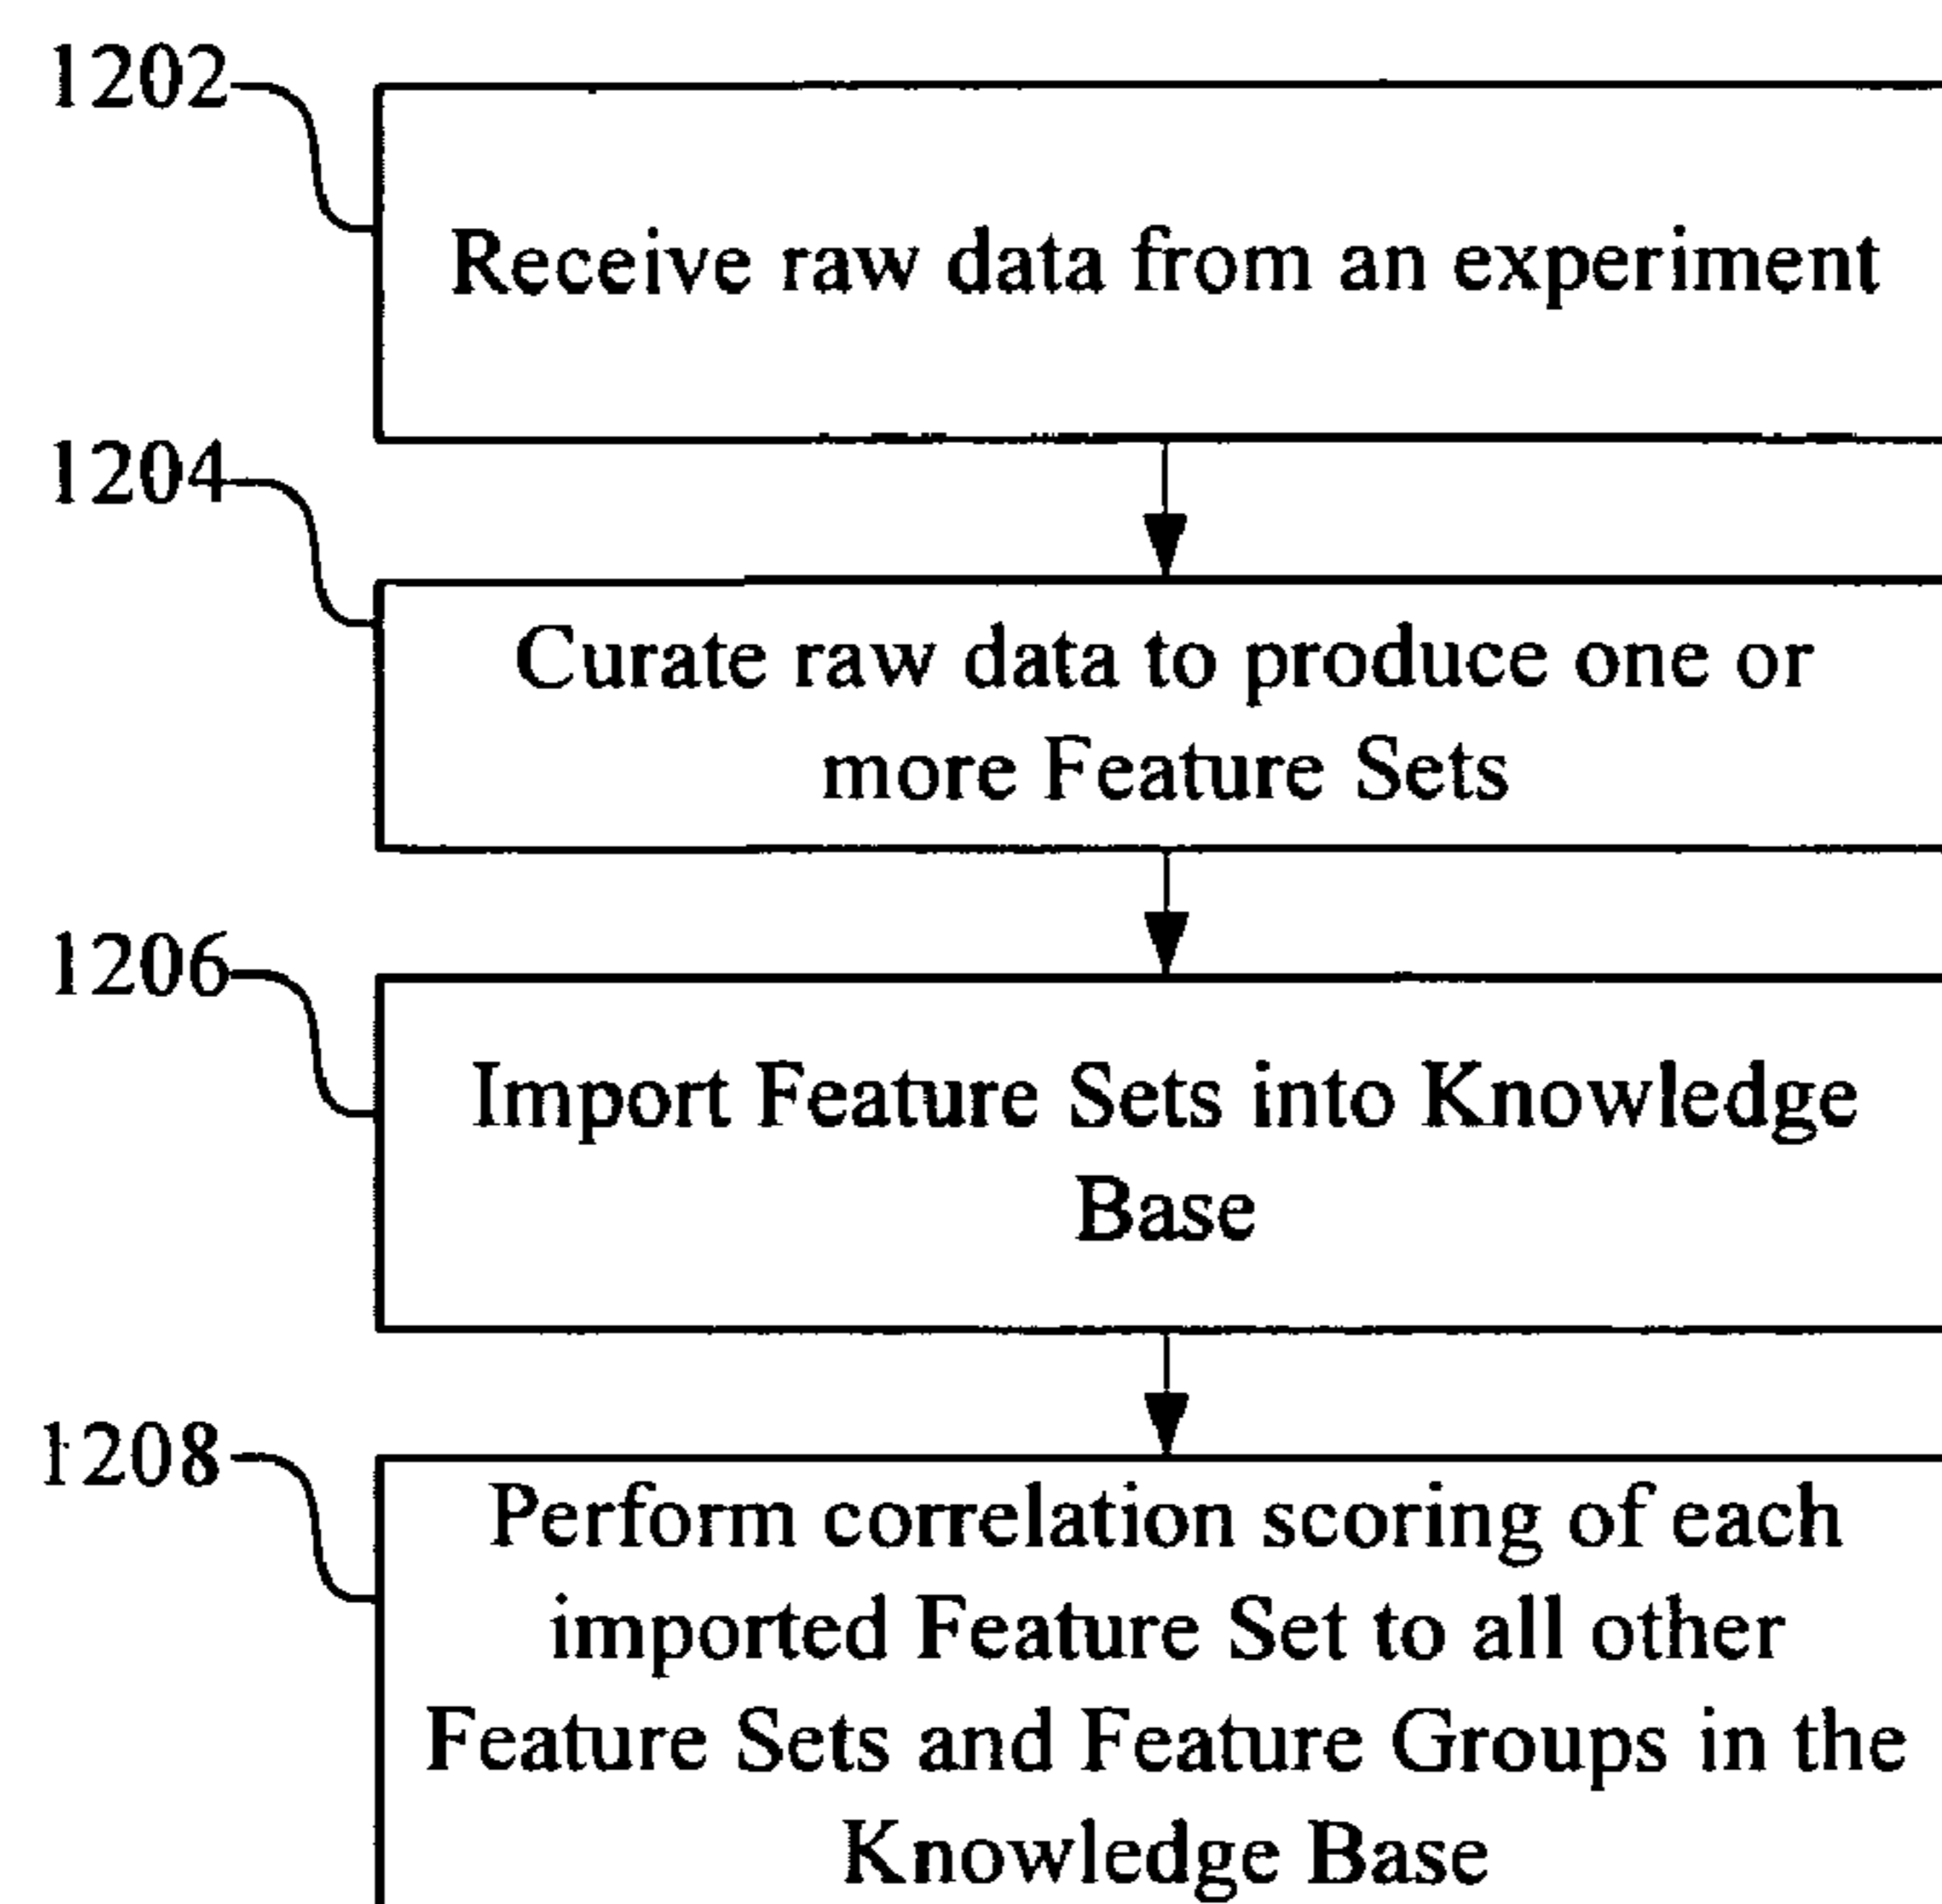 1202
Receive raw data from an experiment
1204
Curate raw data to produce one or
more Feature Sets
1206
Import Feature Sets into Knowledge
Base
1208
Perform correlation scoring of each
imported Feature Set to all other
Feature Sets and Feature Groups in the
Knowledge Base